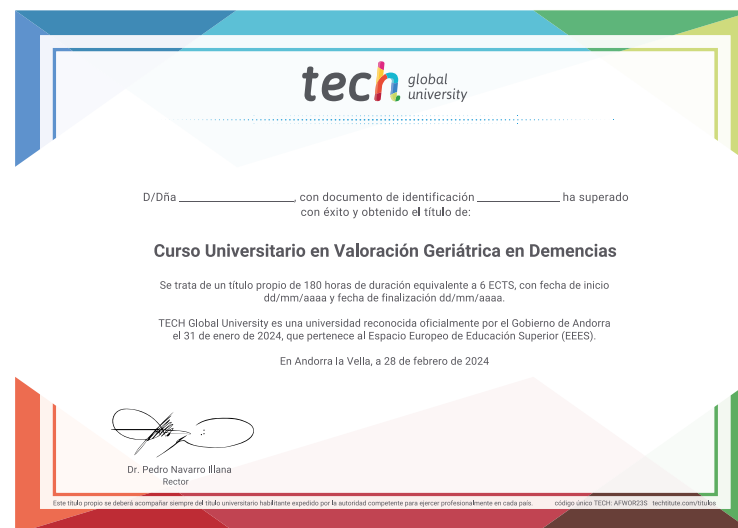 tech global
university
D/Dña ____________________, con documento de identificación ______________ ha superado
con éxito y obtenido el título de:
Curso Universitario en Valoración Geriátrica en Demencias
Se trata de un título propio de 180 horas de duración equivalente a 6 ECTS, con fecha de inicio
dd/mm/aaaa y fecha de finalización dd/mm/aaaa.
TECH Global University es una universidad reconocida oficialmente por el Gobierno de Andorra
el 31 de enero de 2024, que pertenece al Espacio Europeo de Educación Superior (EEES).
En Andorra la Vella, a 28 de febrero de 2024
Dr. Pedro Navarro Illana
Rector
Este título propio se deberá acompañar siempre del título universitario habilitante expedido por la autoridad competente para ejercer profesionalmente en cada país. código único TECH: AFWOR23S techtitute.com/titulos